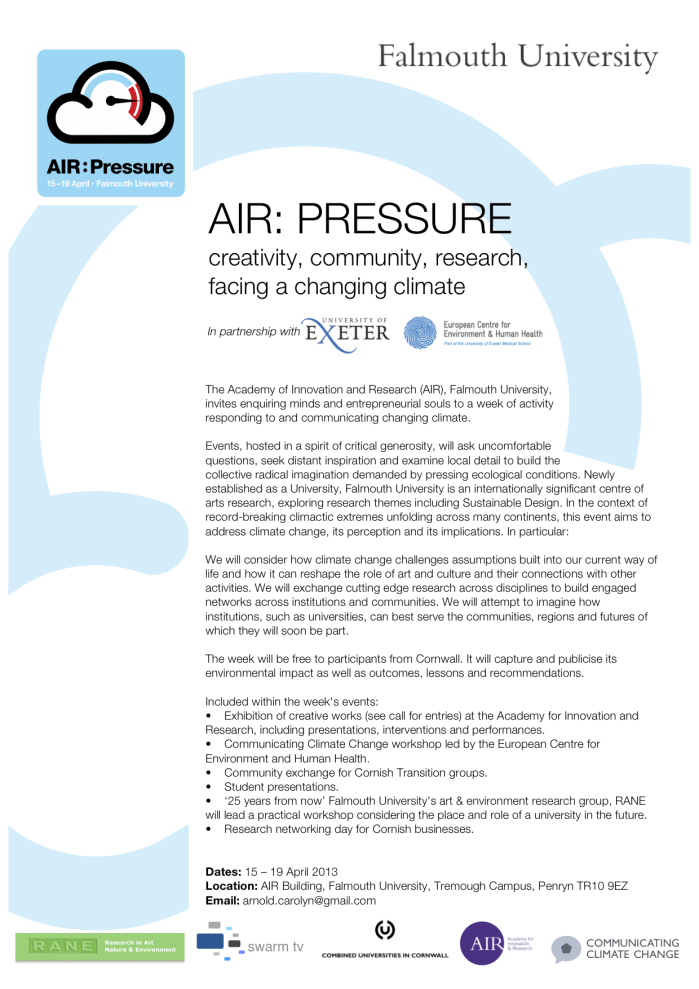 Falmouth University
AIR:Pressure
15–19 April · Falmouth University
AIR: PRESSURE
creativity, community, research,
facing a changing climate
In partnership with
UNIVERSITY OF
EXETER
European Centre for
Environment & Human Health
Part of the University of Exeter Medical School
The Academy of Innovation and Research (AIR), Falmouth University,
invites enquiring minds and entrepreneurial souls to a week of activity
responding to and communicating changing climate.
Events, hosted in a spirit of critical generosity, will ask uncomfortable
questions, seek distant inspiration and examine local detail to build the
collective radical imagination demanded by pressing ecological conditions. Newly
established as a University, Falmouth University is an internationally significant centre of
arts research, exploring research themes including Sustainable Design. In the context of
record-breaking climactic extremes unfolding across many continents, this event aims to
address climate change, its perception and its implications. In particular:
We will consider how climate change challenges assumptions built into our current way of
life and how it can reshape the role of art and culture and their connections with other
activities. We will exchange cutting edge research across disciplines to build engaged
networks across institutions and communities. We will attempt to imagine how
institutions, such as universities, can best serve the communities, regions and futures of
which they will soon be part.
The week will be free to participants from Cornwall. It will capture and publicise its
environmental impact as well as outcomes, lessons and recommendations.
Included within the week's events:
• Exhibition of creative works (see call for entries) at the Academy for Innovation and
Research, including presentations, interventions and performances.
• Communicating Climate Change workshop led by the European Centre for
Environment and Human Health.
• Community exchange for Cornish Transition groups.
• Student presentations.
• ‘25 years from now’ Falmouth University's art & environment research group, RANE
will lead a practical workshop considering the place and role of a university in the future.
• Research networking day for Cornish businesses.
Dates: 15 – 19 April 2013
Location: AIR Building, Falmouth University, Tremough Campus, Penryn TR10 9EZ
Email: arnold.carolyn@gmail.com
RANE
Research in Art
Nature & Environment
swarm tv
COMBINED UNIVERSITIES IN CORNWALL
AIR
Academy for
Innovation
& Research
COMMUNICATING
CLIMATE CHANGE